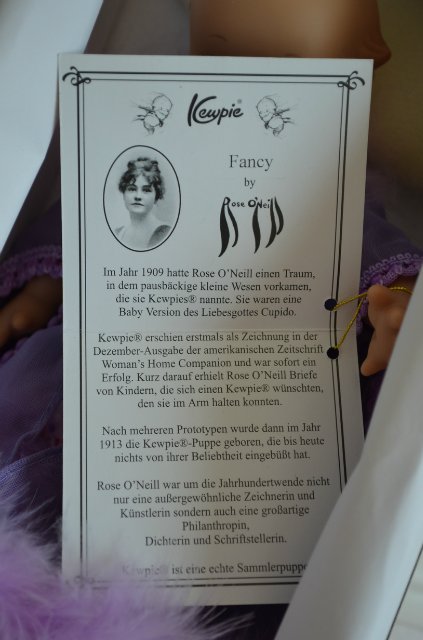 Kewpie®
Fancy
by
Rose O'Neill
Im Jahr 1909 hatte Rose O'Neill einen Traum,
in dem pausbäckige kleine Wesen vorkamen,
die sie Kewpies® nannte. Sie waren eine
Baby Version des Liebesgottes Cupido.
Kewpie® erschien erstmals als Zeichnung in der
Dezember-Ausgabe der amerikanischen Zeitschrift
Woman's Home Companion und war sofort ein
Erfolg. Kurz darauf erhielt Rose O'Neill Briefe
von Kindern, die sich einen Kewpie® wünschten,
den sie im Arm halten konnten.
Nach mehreren Prototypen wurde dann im Jahr
1913 die Kewpie®-Puppe geboren, die bis heute
nichts von ihrer Beliebtheit eingebüßt hat.
Rose O'Neill war um die Jahrhundertwende nicht
nur eine außergewöhnliche Zeichnerin und
Künstlerin sondern auch eine großartige
Philanthropin,
Dichterin und Schriftstellerin.
Kewpie® ist eine echte Sammlerpuppe